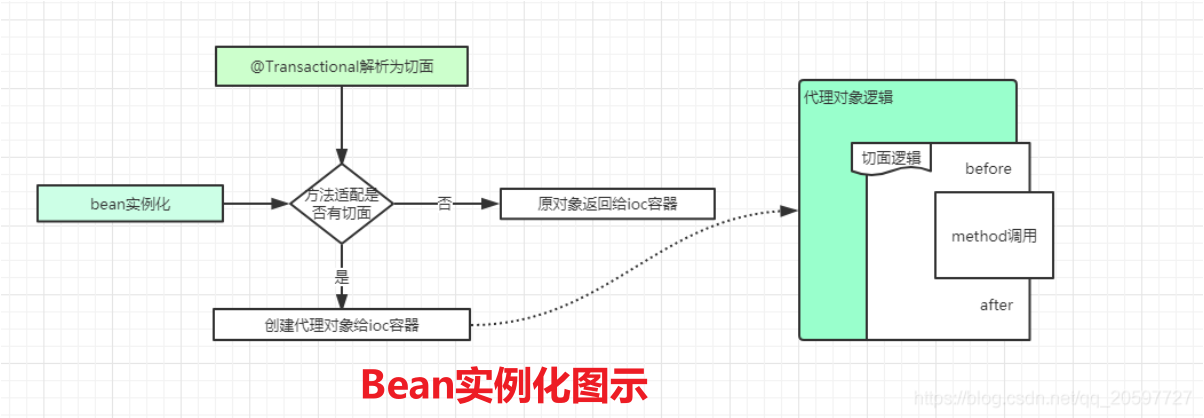 @Transactional解析为切面
bean实例化
方法适配是
否有切面
否
原对象返回给ioc容器
是
创建代理对象给ioc容器
代理对象逻辑
切面逻辑
before
method调用
after
Bean实例化图示
https://blog.csdn.net/qq_20597727